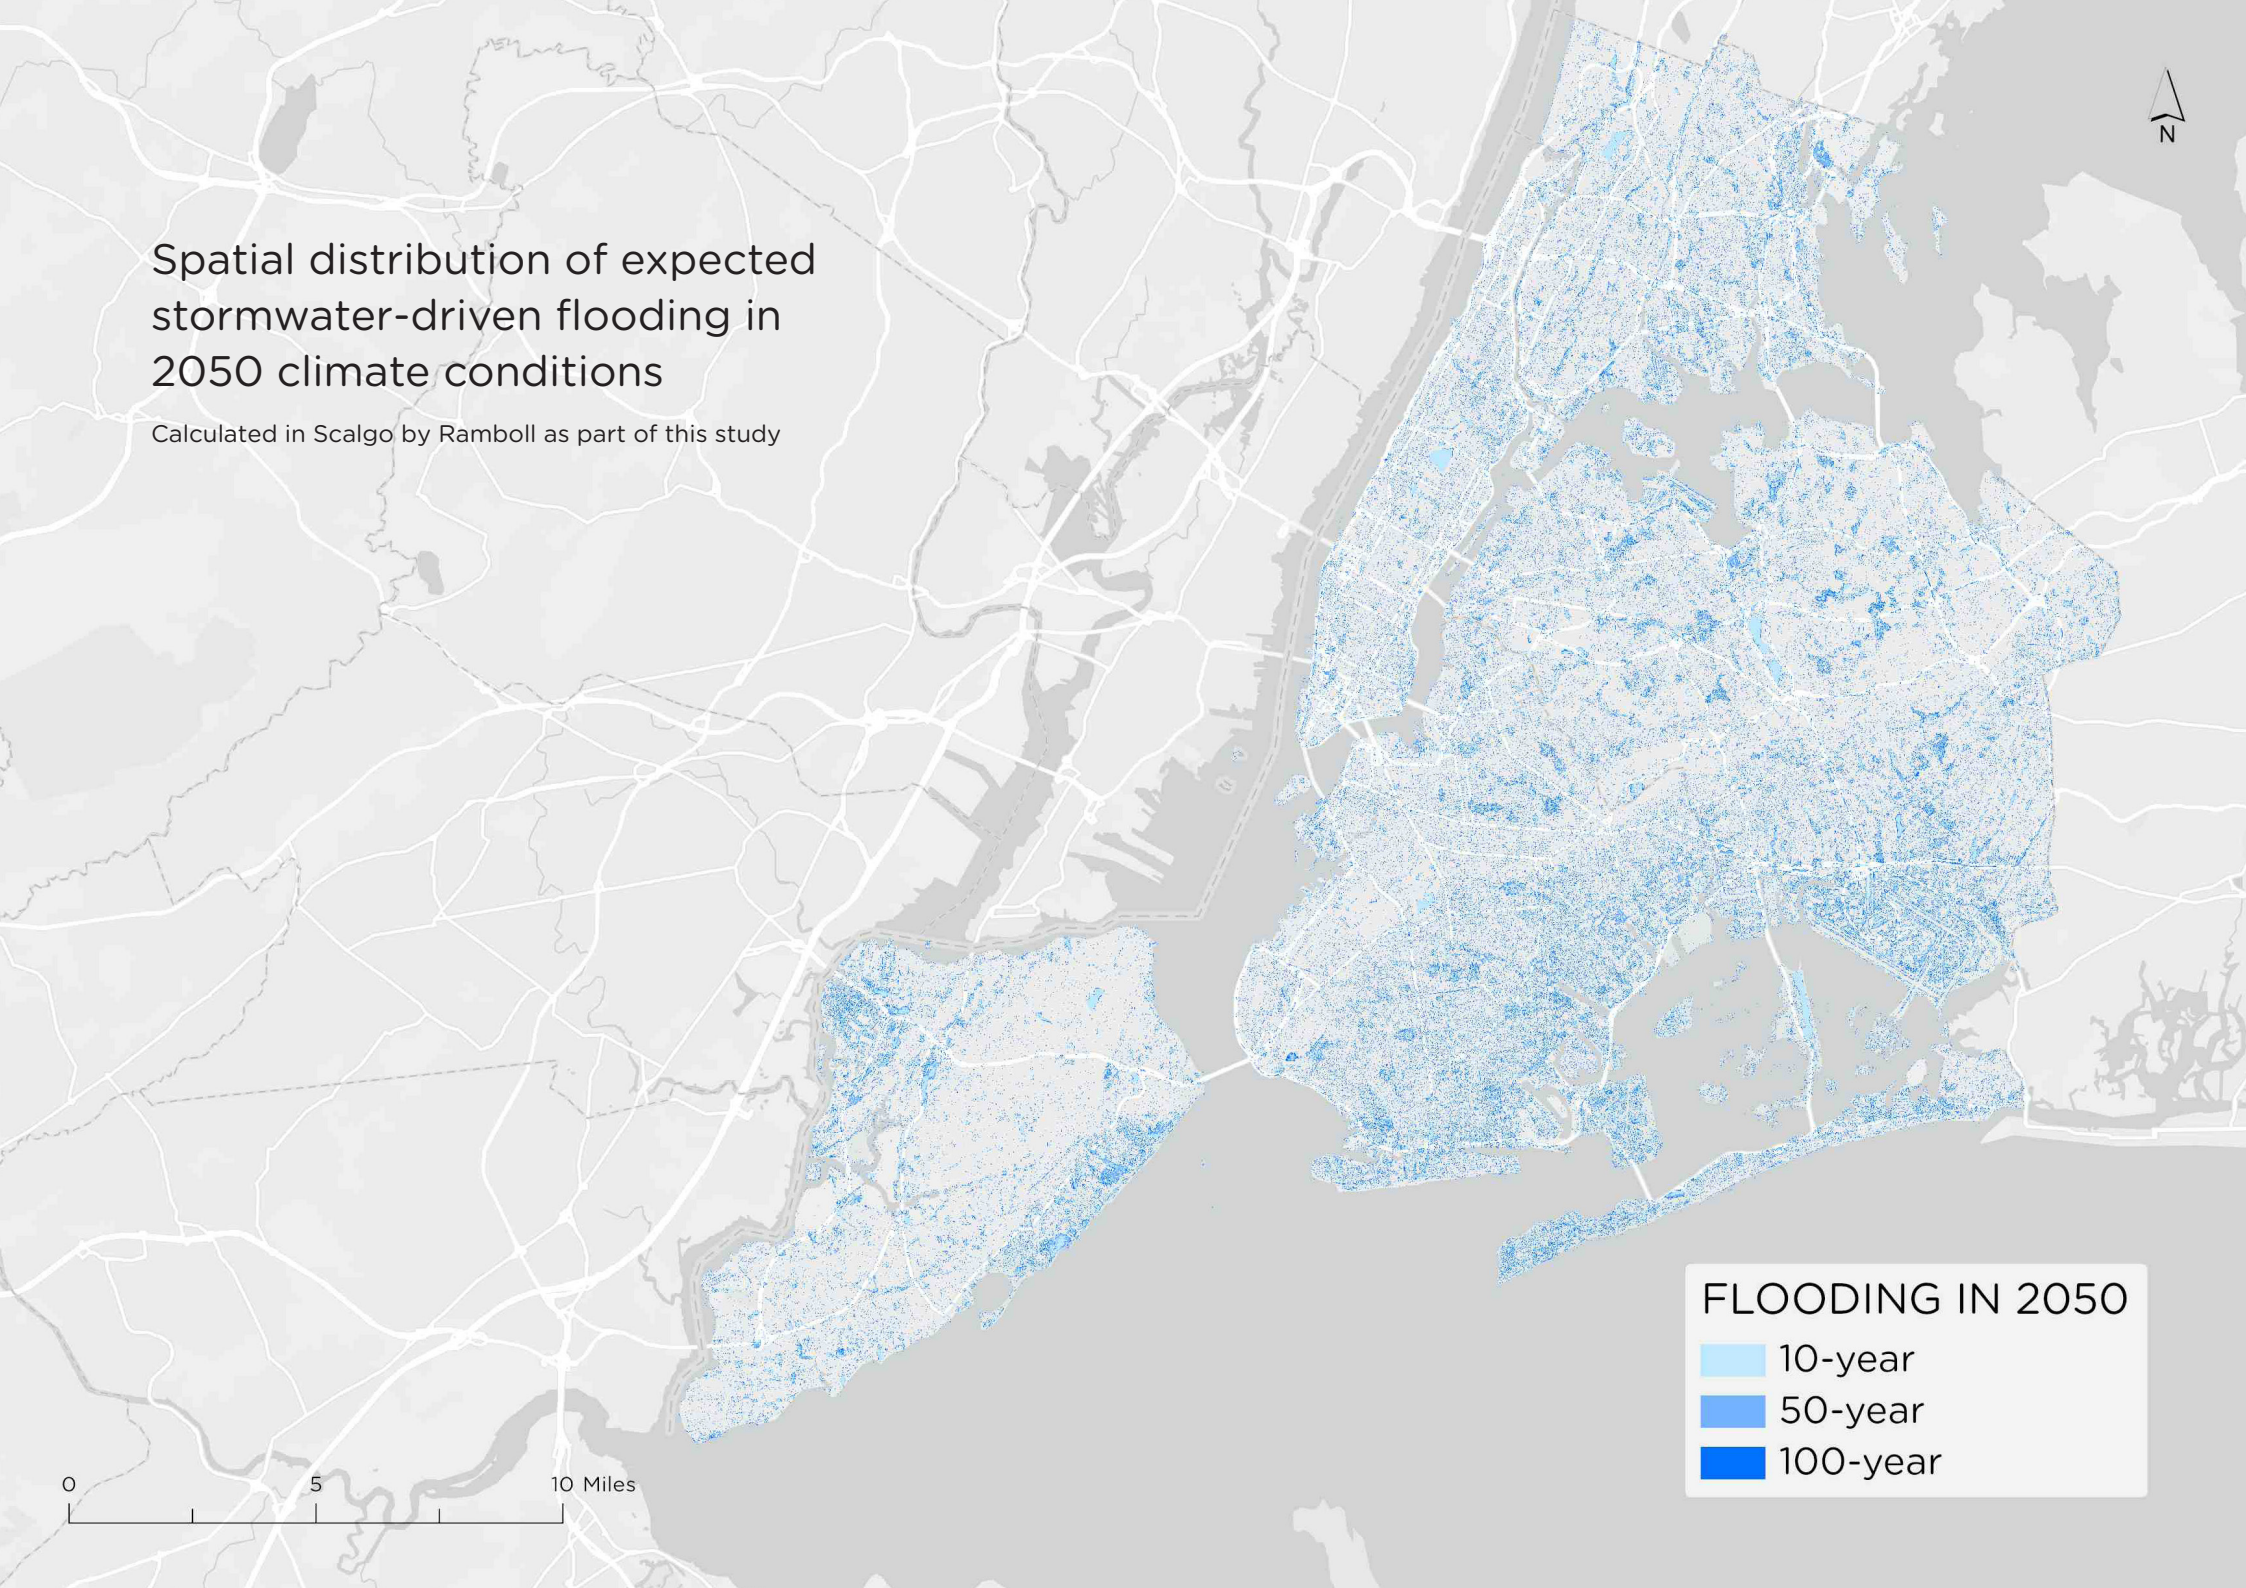 Spatial distribution of expected
stormwater-driven flooding in
2050 climate conditions
Calculated in Scalgo by Ramboll as part of this study
N
FLOODING IN 2050
10-year
50-year
100-year
0 5 10 Miles